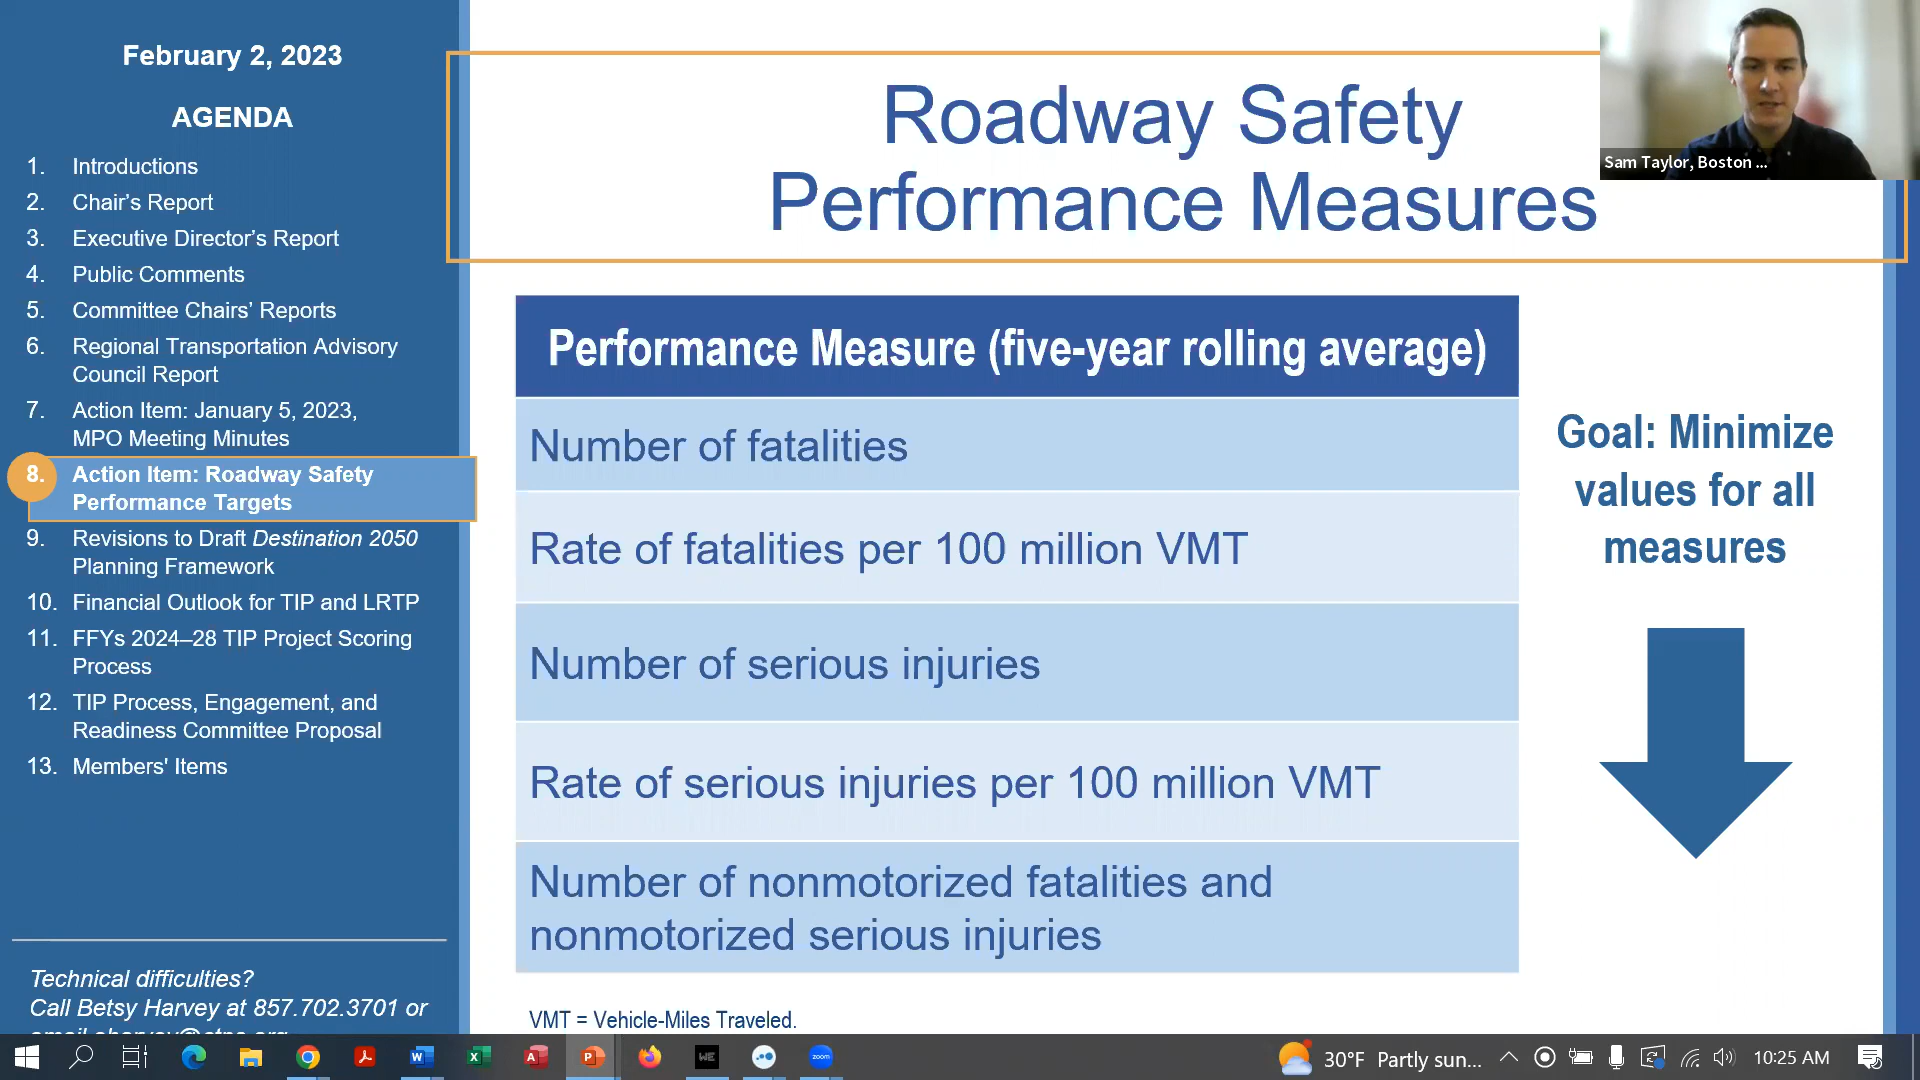 February 2, 2023
AGENDA
1. Introductions
2. Chair’s Report
3. Executive Director’s Report
4. Public Comments
5. Committee Chairs’ Reports
6. Regional Transportation Advisory
Council Report
7. Action Item: January 5, 2023,
MPO Meeting Minutes
8. Action Item: Roadway Safety
Performance Targets
9. Revisions to Draft Destination 2050
Planning Framework
10. Financial Outlook for TIP and LRTP
11. FFYs 2024–28 TIP Project Scoring
Process
12. TIP Process, Engagement, and
Readiness Committee Proposal
13. Members' Items
Technical difficulties?
Call Betsy Harvey at 857.702.3701 or
Roadway Safety
Performance Measures
Sam Taylor, Boston ...
Performance Measure (five-year rolling average)
Number of fatalities
Rate of fatalities per 100 million VMT
Number of serious injuries
Rate of serious injuries per 100 million VMT
Number of nonmotorized fatalities and
nonmotorized serious injuries
Goal: Minimize
values for all
measures
VMT = Vehicle-Miles Traveled.
WE
zoom
30°F Partly sun...
10:25 AM